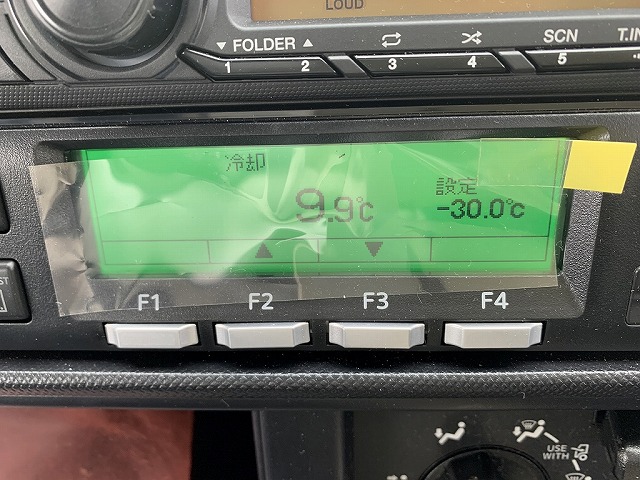 LOUD
▼ FOLDER ▲
SCN
T.IN
1 2 3 4 5
冷却
9.9℃
設定
-30.0℃
▲ ▼
F1 F2 F3 F4
USE
WITH